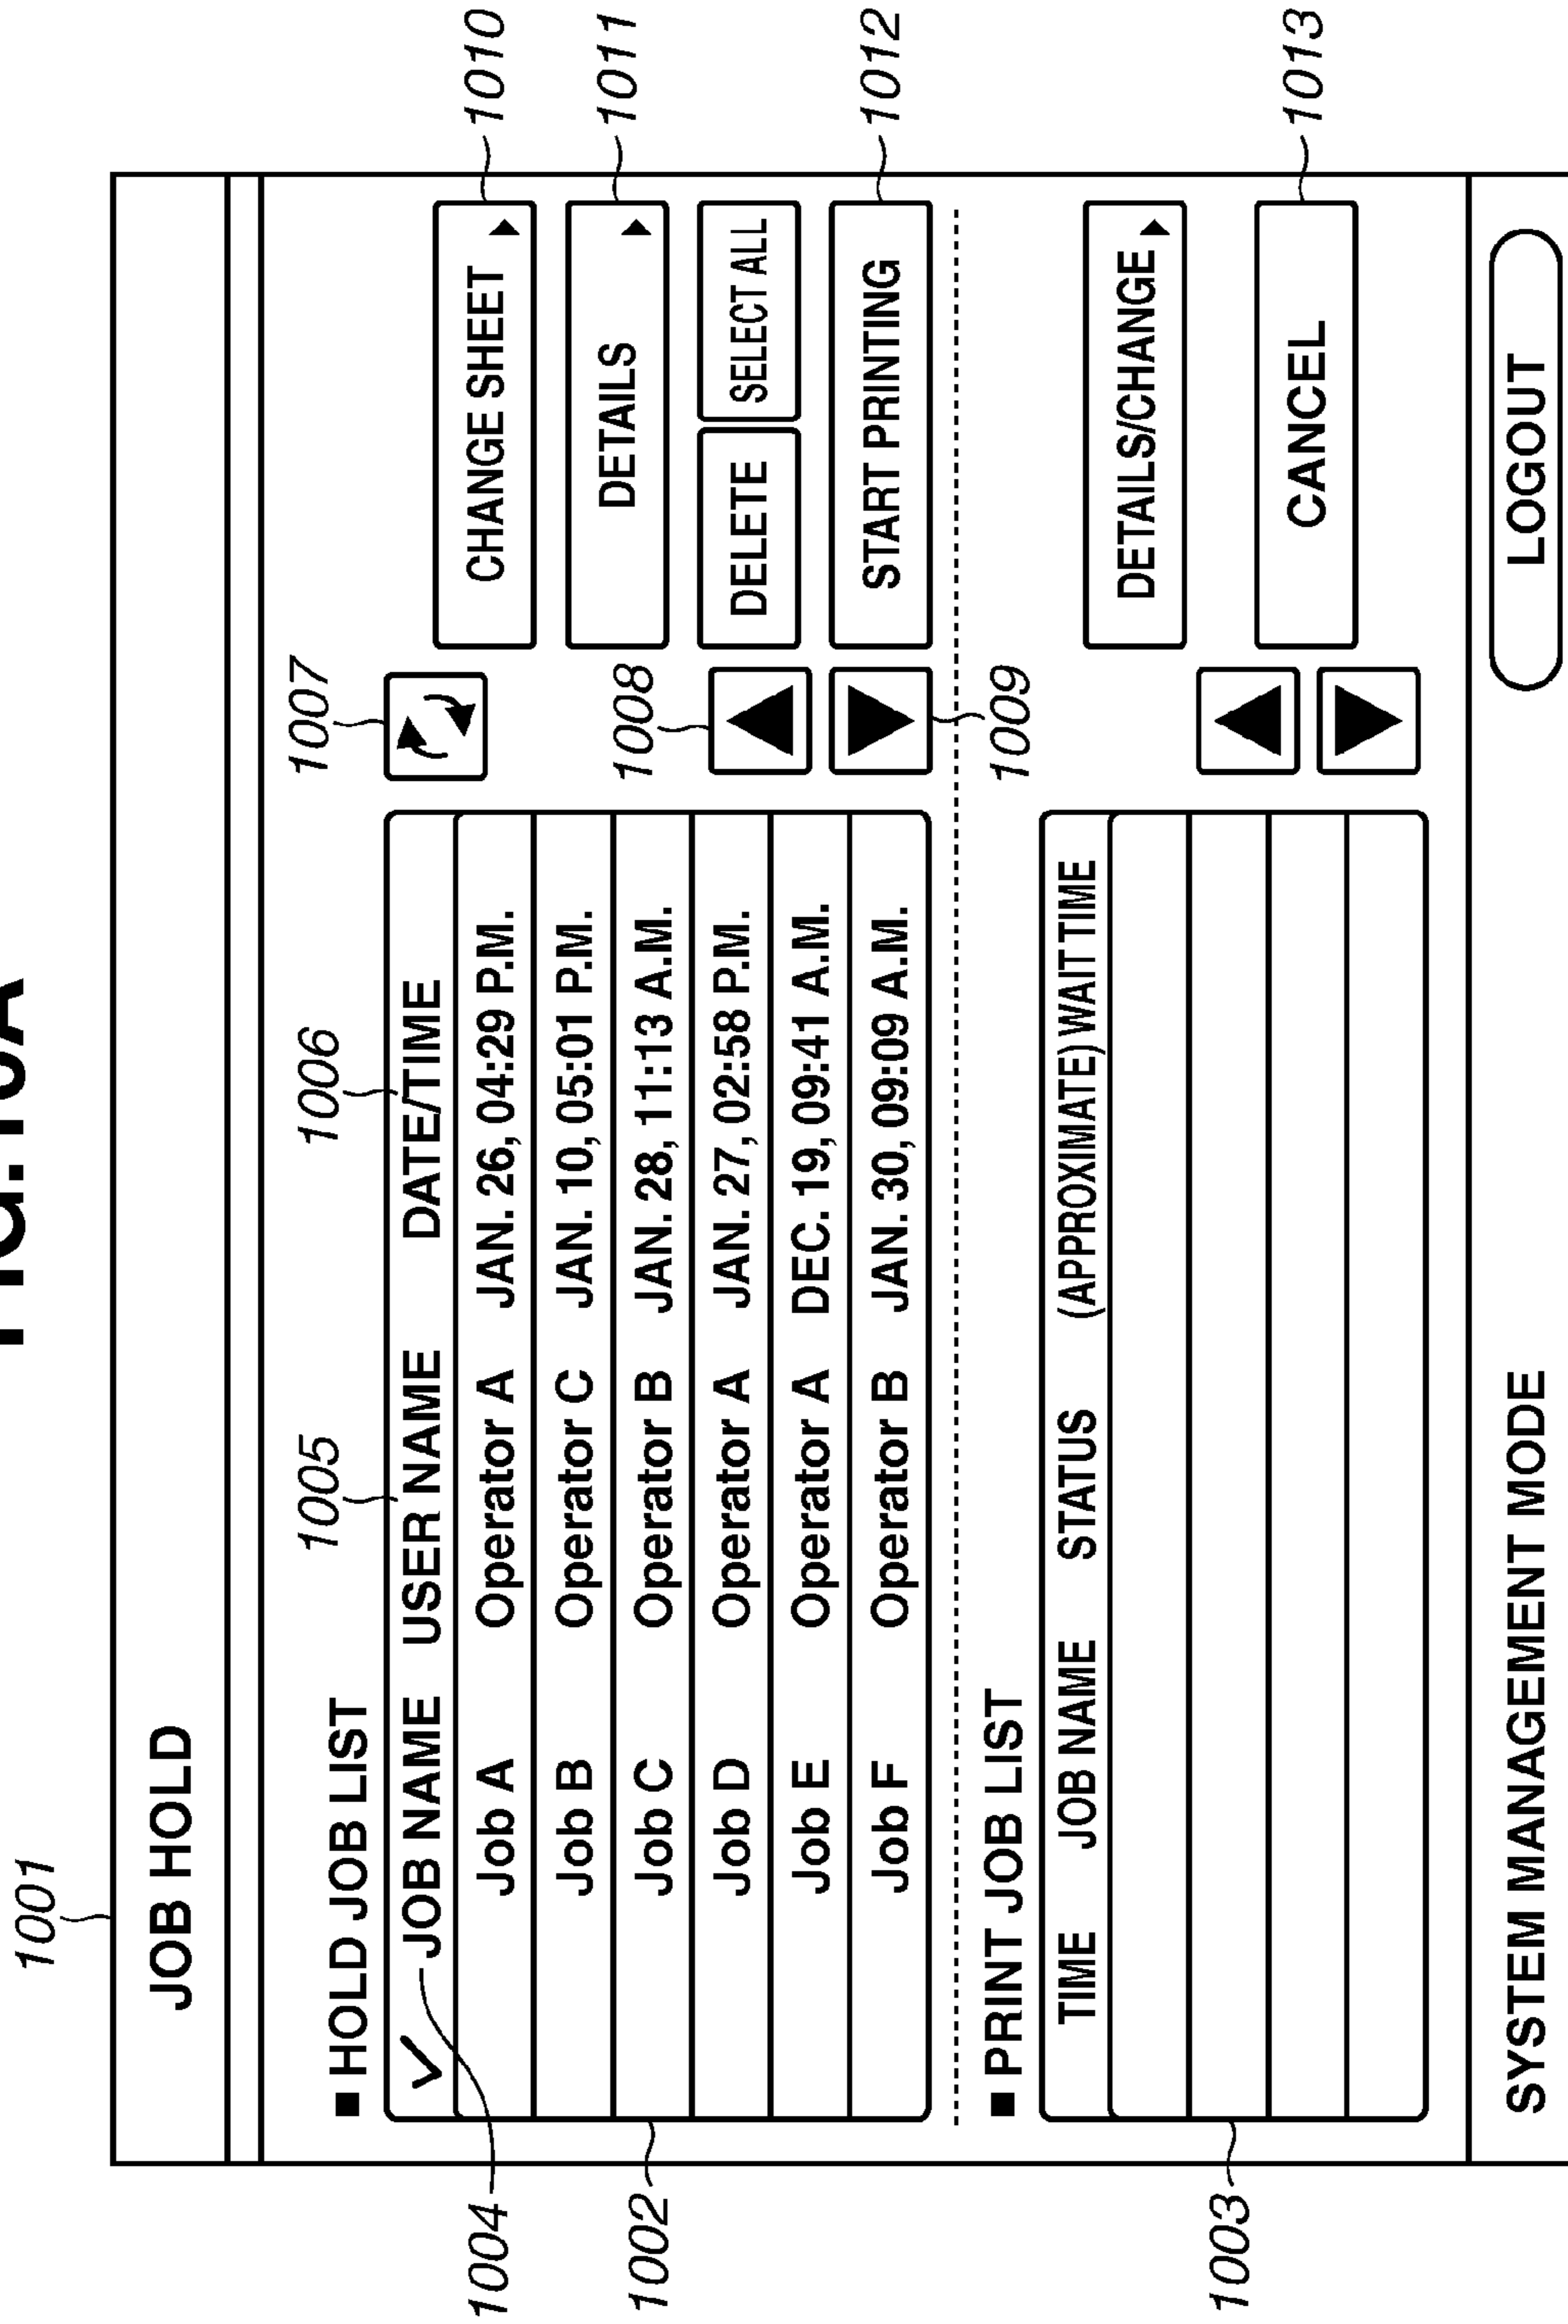 1001
JOB HOLD
■ HOLD JOB LIST
1005
1006
1007
1004
JOB NAME USER NAME DATE/TIME
Job A Operator A JAN. 26, 04:29 P.M.
Job B Operator C JAN. 10, 05:01 P.M.
Job C Operator B JAN. 28, 11:13 A.M.
Job D Operator A JAN. 27, 02:58 P.M.
Job E Operator A DEC. 19, 09:41 A.M.
Job F Operator B JAN. 30, 09:09 A.M.
1002
1008
1009
CHANGE SHEET
1010
DETAILS
1011
DELETE SELECT ALL
START PRINTING
1012
■ PRINT JOB LIST
TIME JOB NAME STATUS (APPROXIMATE) WAIT TIME
1003
DETAILS/CHANGE
CANCEL
1013
SYSTEM MANAGEMENT MODE LOGOUT